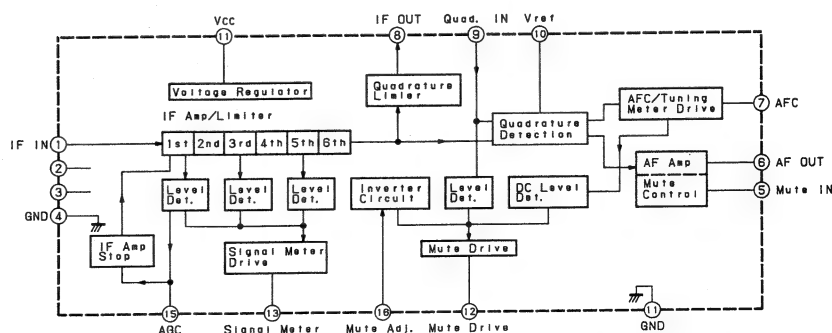 Vcc
IF OUT
Quad. IN
Vref
11
8
9
10
Voltage Regulator
Quadrature
Limier
AFC/Tuning
Meter Drive
7
AFC
IF Amp/Limiter
Quadrature
Detection
IF IN
1
1st
2nd
3rd
4th
5th
6th
2
AF Amp
6
AF OUT
3
Level
Det.
Level
Det.
Level
Det.
Inverter
Circuit
Level
Det.
DC Level
Det.
Mute
Control
5
Mute IN
GND
4
IF Amp
Stop
Signal Meter
Drive
Mute Drive
15
13
16
12
11
AGC
Signal Meter
Mute Adj.
Mute Drive
GND